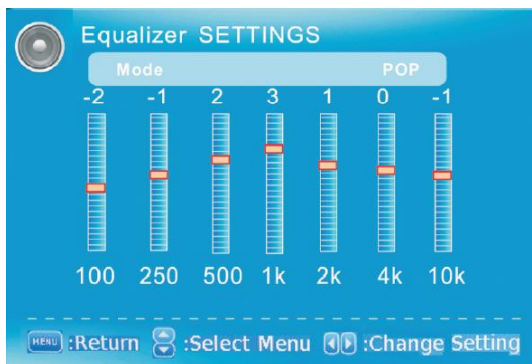 Equalizer SETTINGS
Mode POP
-2 -1 2 3 1 0 -1
100 250 500 1k 2k 4k 10k
MENU :Return :Select Menu :Change Setting